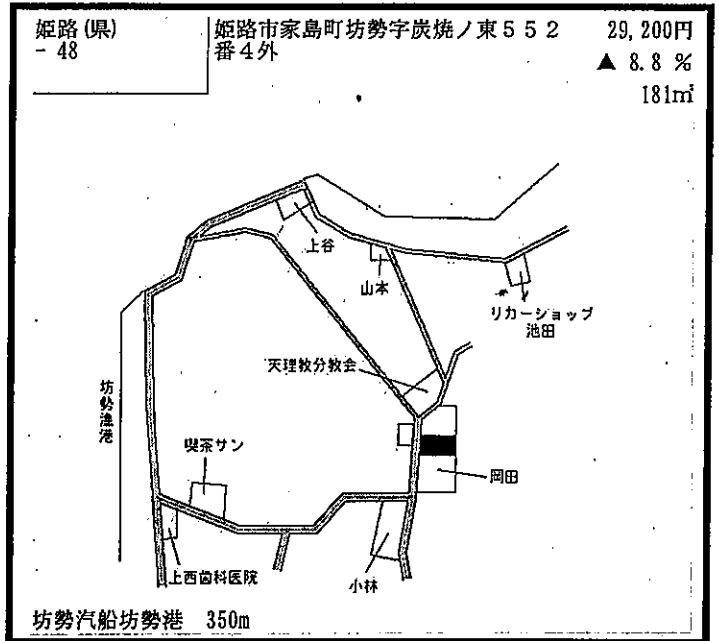 姫路(県)
- 48
姫路市家島町坊勢字炭焼ノ東552
番4外
29,200円
▲ 8.8 %
181㎡
上谷
山本
リカーショップ
池田
天理教分教会
坊勢漁港
喫茶サン
岡田
上西歯科医院
小林
坊勢汽船坊勢港 350m